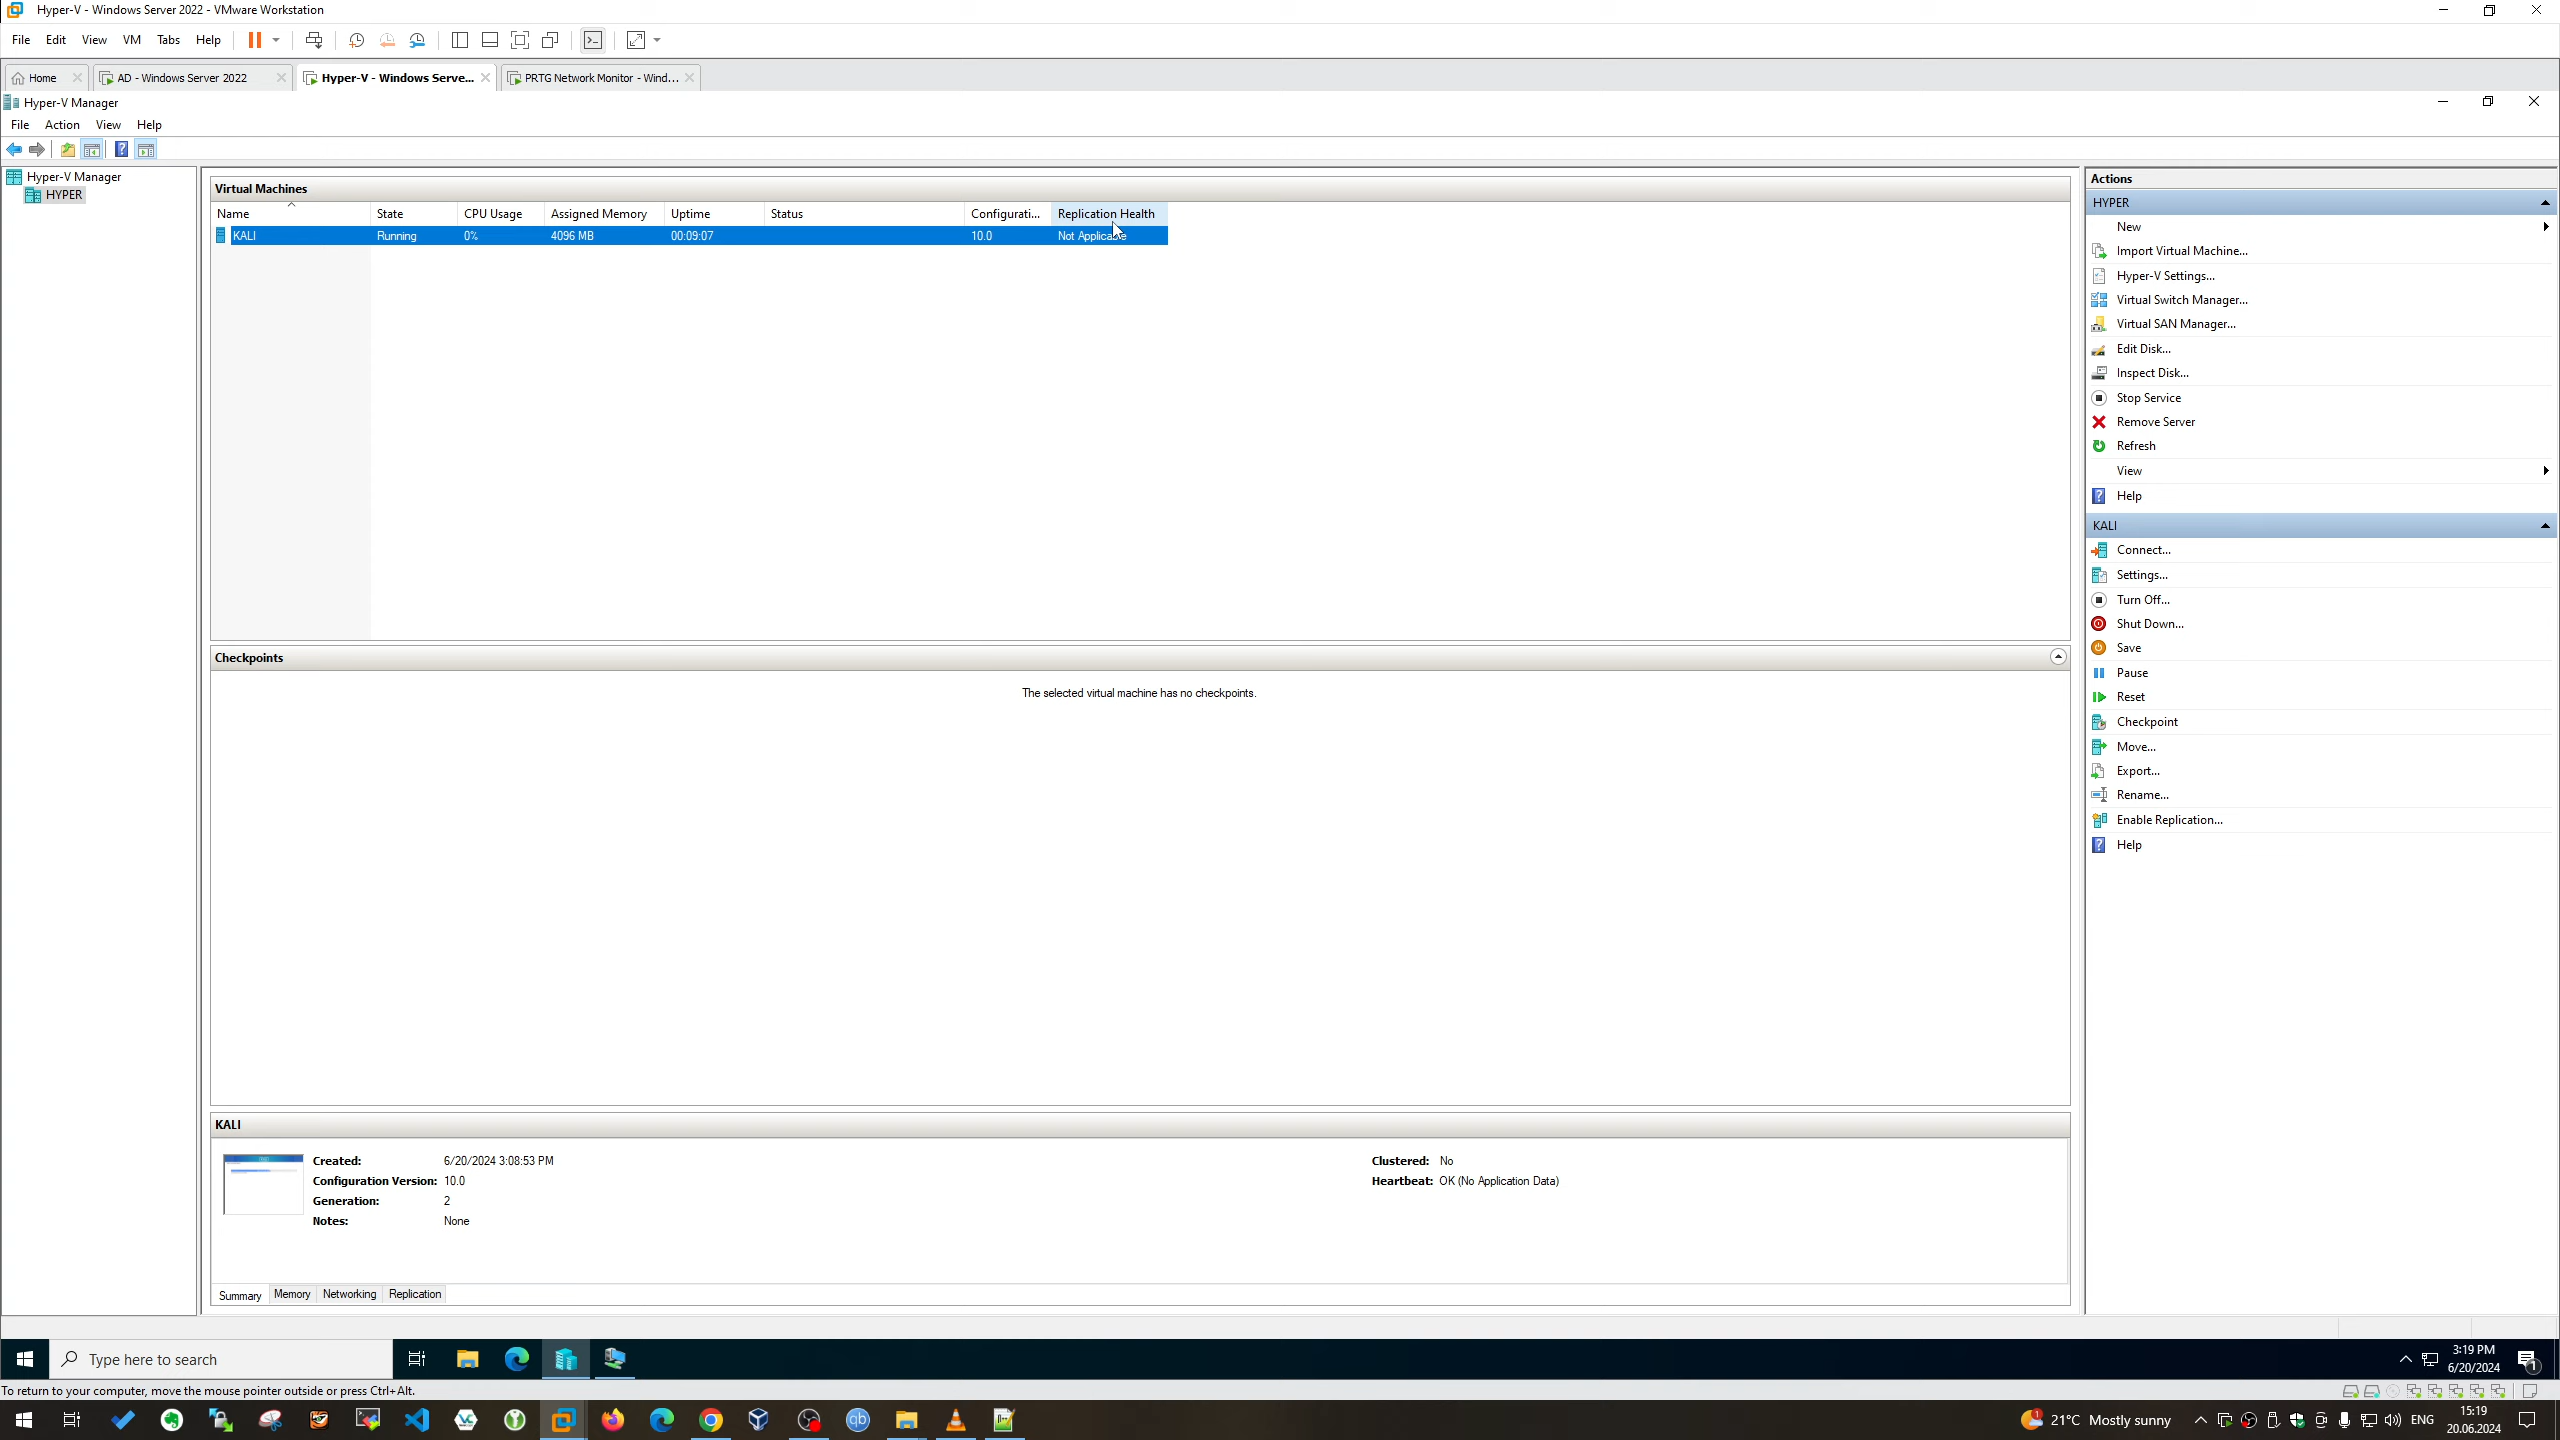 Hyper-V - Windows Server 2022 - VMware Workstation
File Edit View VM Tabs Help
Home AD - Windows Server 2022 Hyper-V - Windows Serve... PRTG Network Monitor - Wind...
Hyper-V Manager
File Action View Help
Hyper-V Manager
HYPER
Virtual Machines
Name State CPU Usage Assigned Memory Uptime Status Configurati... Replication Health
KALI Running 0% 4096 MB 00:09:07 10.0 Not Applicable
Checkpoints
The selected virtual machine has no checkpoints.
KALI
Created: 6/20/2024 3:08:53 PM
Configuration Version: 10.0
Generation: 2
Notes: None
Clustered: No
Heartbeat: OK (No Application Data)
Summary Memory Networking Replication
Actions
HYPER
New
Import Virtual Machine...
Hyper-V Settings...
Virtual Switch Manager...
Virtual SAN Manager...
Edit Disk...
Inspect Disk...
Stop Service
Remove Server
Refresh
View
Help
KALI
Connect...
Settings...
Turn Off...
Shut Down...
Save
Pause
Reset
Checkpoint
Move...
Export...
Rename...
Enable Replication...
Help
Type here to search
3:19 PM
6/20/2024
1
To return to your computer, move the mouse pointer outside or press Ctrl+Alt.
qb
1
21°C Mostly sunny
ENG
15:19
20.06.2024